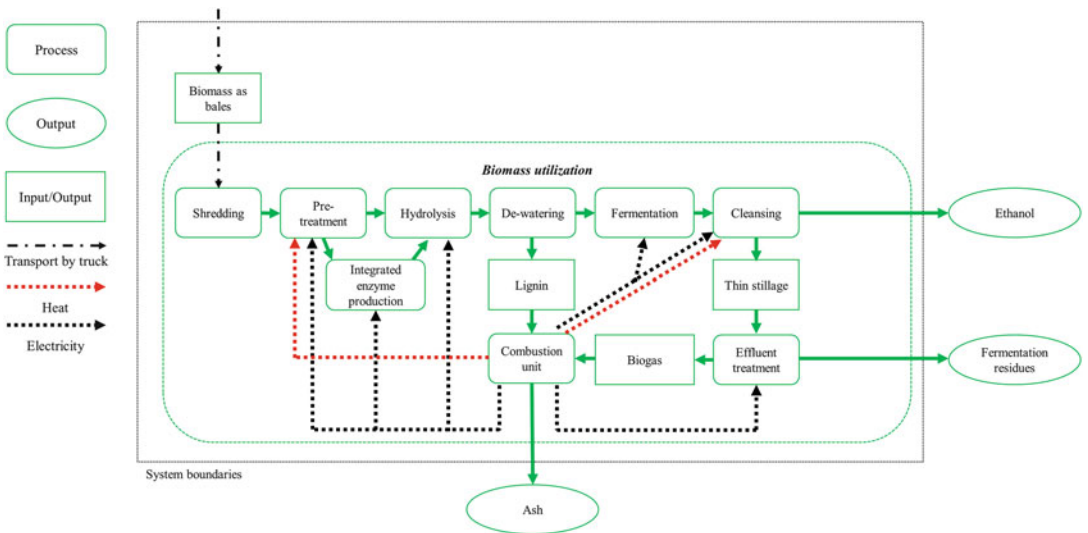 Process
Output
Input/Output
Transport by truck
Heat
Electricity
Biomass as
bales
Biomass utilization
Shredding
Pre-
treatment
Hydrolysis
De-watering
Fermentation
Cleansing
Ethanol
Integrated
enzyme
production
Lignin
Thin stillage
Combustion
unit
Biogas
Effluent
treatment
Fermentation
residues
System boundaries
Ash